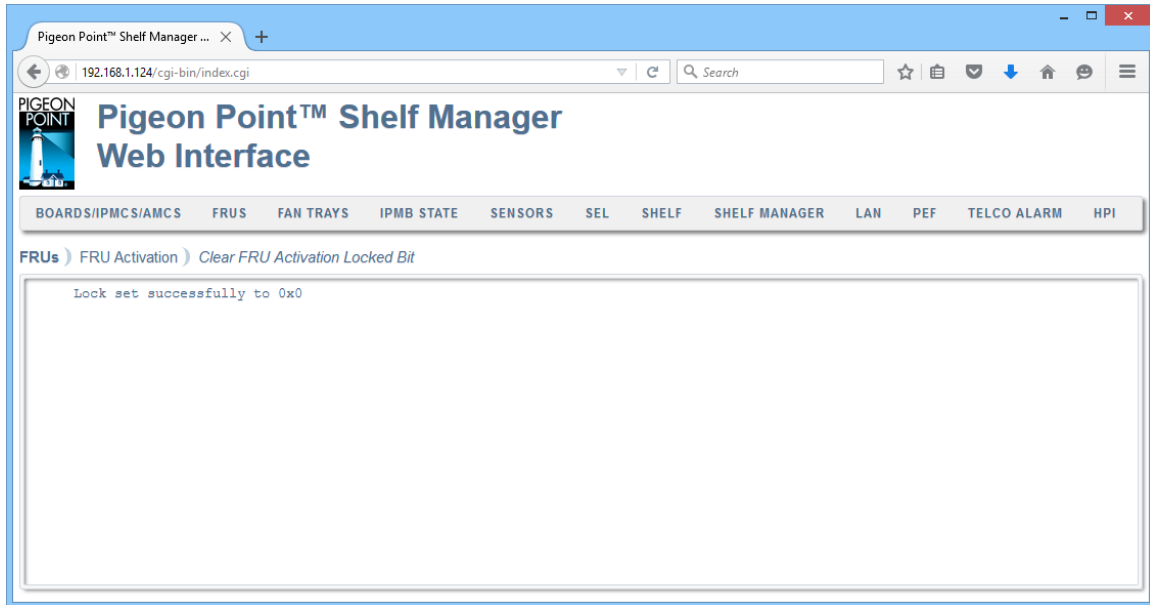 Pigeon Point™ Shelf Manager ...
192.168.1.124/cgi-bin/index.cgi
Search
PIGEON
POINT
Pigeon Point™ Shelf Manager
Web Interface
BOARDS/IPMCS/AMCS FRUS FAN TRAYS IPMB STATE SENSORS SEL SHELF SHELF MANAGER LAN PEF TELCO ALARM HPI
FRUs ) FRU Activation ) Clear FRU Activation Locked Bit
Lock set successfully to 0x0